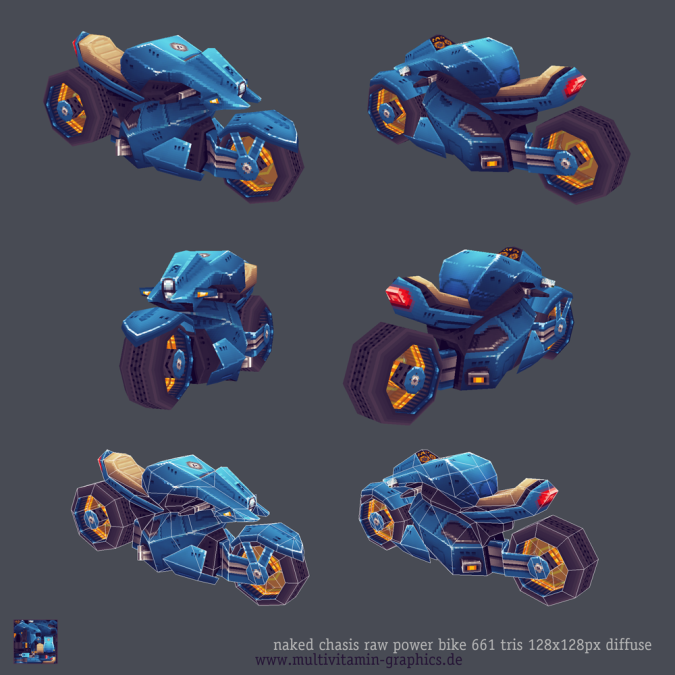 naked chasis raw power bike 661 tris 128x128px diffuse
www.multivitamin-graphics.de